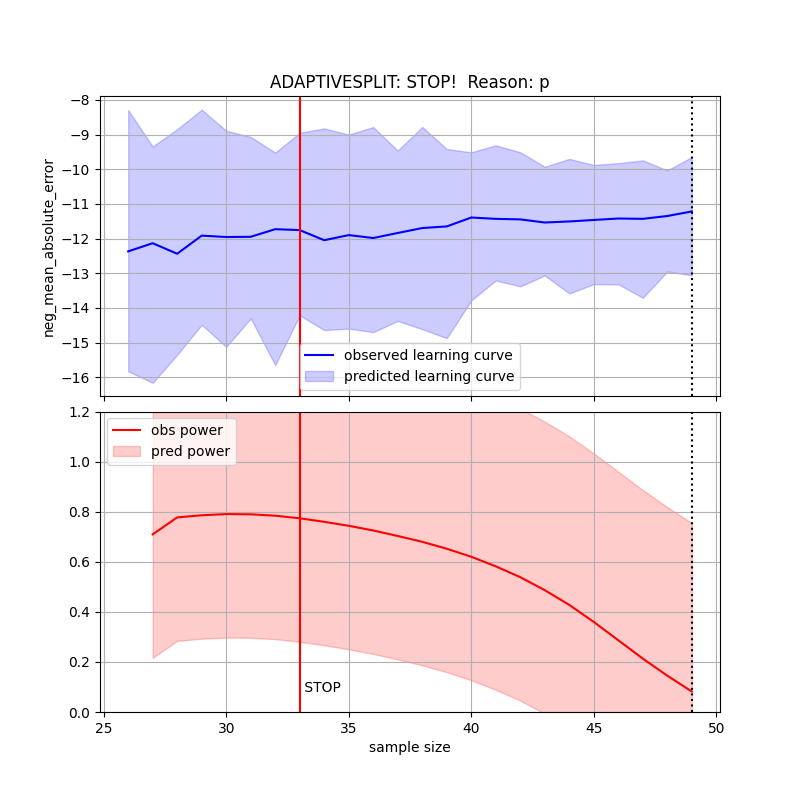 ADAPTIVESPLIT: STOP!  Reason: p
−8
−9
−10
−11
−12
−13
−14
−15
−16
neg_mean_absolute_error
observed learning curve
predicted learning curve
1.2
1.0
0.8
0.6
0.4
0.2
0.0
obs power
pred power
STOP
25 30 35 40 45 50
sample size